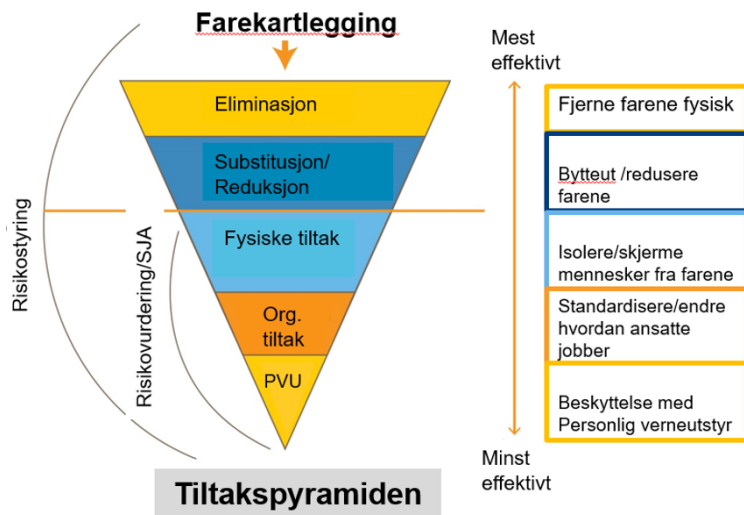 Farekartlegging
Mest
effektivt
Eliminasjon
Fjerne farene fysisk
Substitusjon/
Reduksjon
Bytteut /redusere
farene
Fysiske tiltak
Isolere/skjerme
mennesker fra farene
Org.
tiltak
Standardisere/endre
hvordan ansatte
jobber
PVU
Beskyttelse med
Personlig verneutstyr
Minst
effektivt
Risikostyring
Risikovurdering/SJA
Tiltakspyramiden